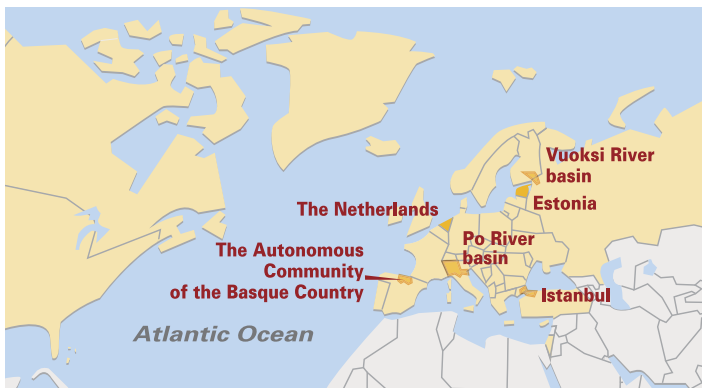 Vuoksi River
basin
Estonia
The Netherlands
Po River
basin
The Autonomous
Community
of the Basque Country
Istanbul
Atlantic Ocean